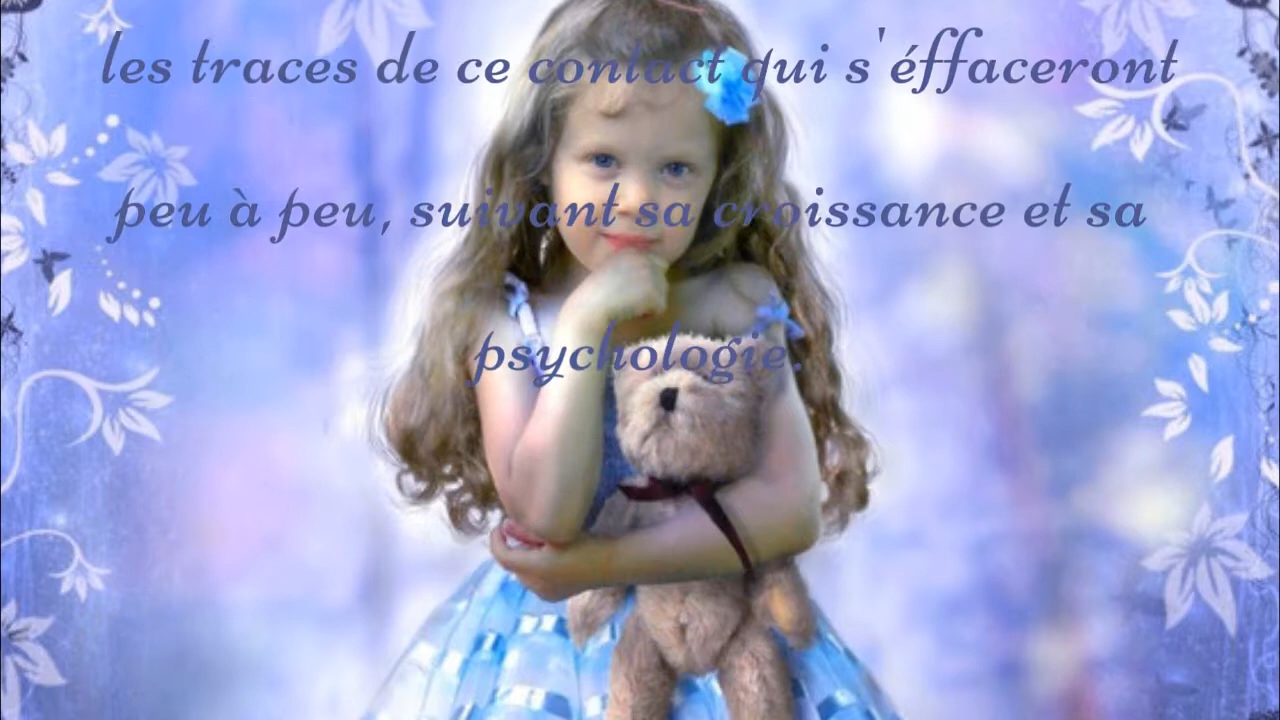 les traces de ce contact qui s'éffaceront
peu à peu, suivant sa croissance et sa
psychologie.